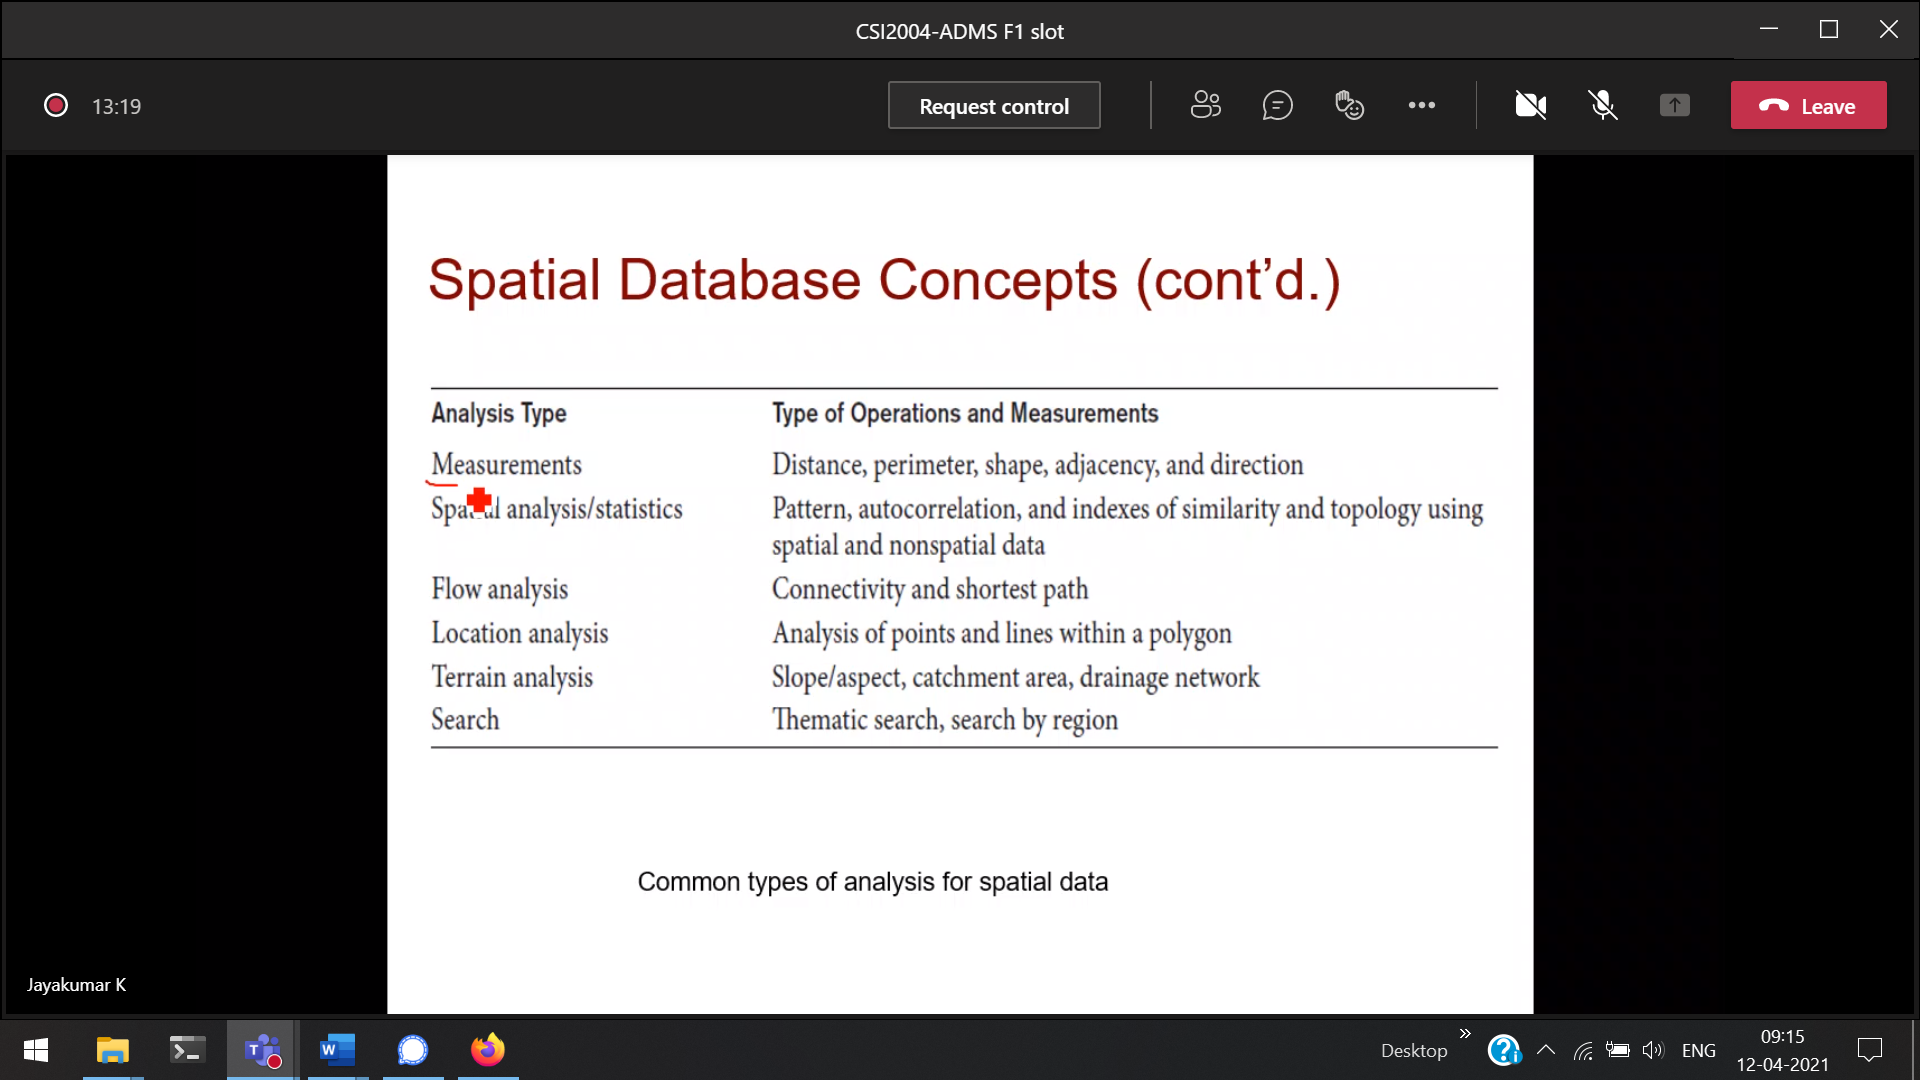 CSI2004-ADMS F1 slot
13:19
Request control
Leave
Spatial Database Concepts (cont’d.)
Analysis Type Type of Operations and Measurements
Measurements Distance, perimeter, shape, adjacency, and direction
Spatial analysis/statistics Pattern, autocorrelation, and indexes of similarity and topology using
spatial and nonspatial data
Flow analysis Connectivity and shortest path
Location analysis Analysis of points and lines within a polygon
Terrain analysis Slope/aspect, catchment area, drainage network
Search Thematic search, search by region
Common types of analysis for spatial data
Jayakumar K
Desktop
ENG
09:15
12-04-2021